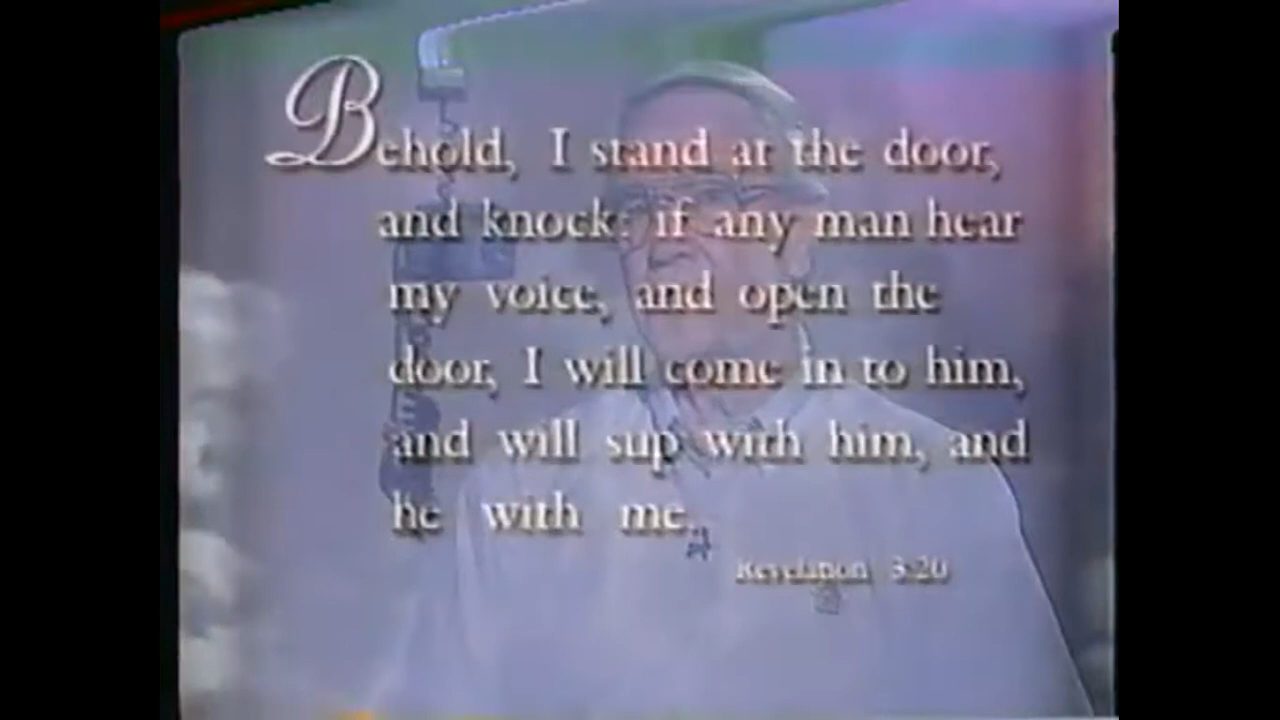 Behold, I stand at the door,
and knock: if any man hear
my voice, and open the
door, I will come in to him,
and will sup with him, and
he with me.
Revelation 3:20